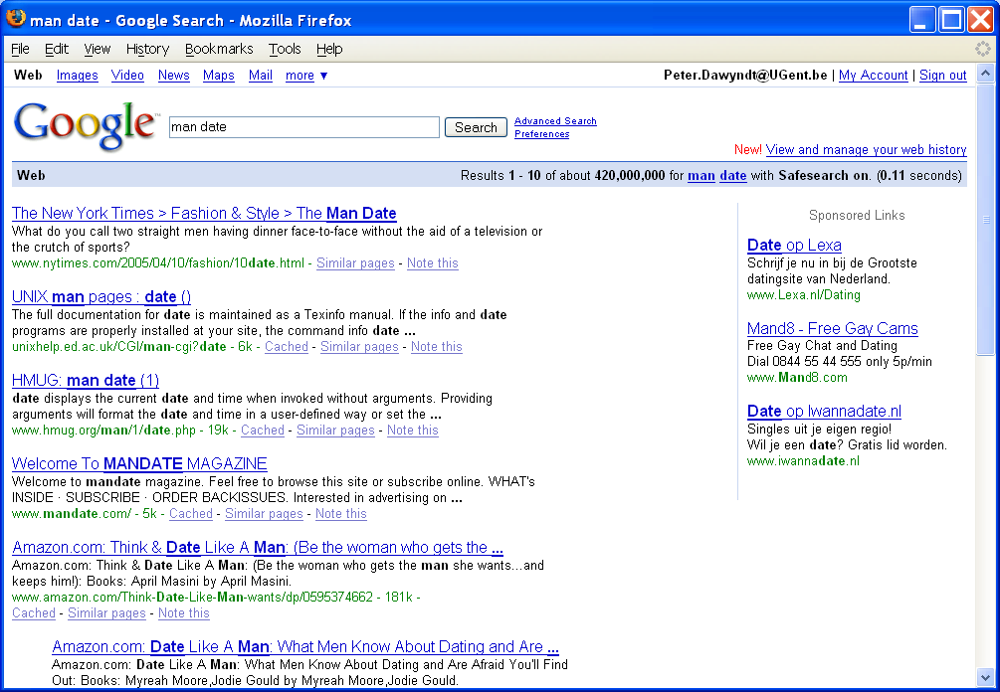 man date - Google Search - Mozilla Firefox
File Edit View History Bookmarks Tools Help
Web Images Video News Maps Mail more ▼ Peter.Dawyndt@UGent.be | My Account | Sign out
Google™ man date Search Advanced Search
Preferences
New! View and manage your web history
Web Results 1 - 10 of about 420,000,000 for man date with Safesearch on. (0.11 seconds)
The New York Times > Fashion & Style > The Man Date
What do you call two straight men having dinner face-to-face without the aid of a television or
the crutch of sports?
www.nytimes.com/2005/04/10/fashion/10date.html - Similar pages - Note this
UNIX man pages : date ()
The full documentation for date is maintained as a Texinfo manual. If the info and date
programs are properly installed at your site, the command info date ...
unixhelp.ed.ac.uk/CGI/man-cgi?date - 6k - Cached - Similar pages - Note this
HMUG: man date (1)
date displays the current date and time when invoked without arguments. Providing
arguments will format the date and time in a user-defined way or set the ...
www.hmug.org/man/1/date.php - 19k - Cached - Similar pages - Note this
Welcome To MANDATE MAGAZINE
Welcome to mandate magazine. Feel free to browse this site or subscribe online. WHAT's
INSIDE · SUBSCRIBE · ORDER BACKISSUES. Interested in advertising on ...
www.mandate.com/ - 5k - Cached - Similar pages - Note this
Amazon.com: Think & Date Like A Man: (Be the woman who gets the ...
Amazon.com: Think & Date Like A Man: (Be the woman who gets the man she wants...and
keeps him!): Books: April Masini by April Masini.
www.amazon.com/Think-Date-Like-Man-wants/dp/0595374662 - 181k -
Cached - Similar pages - Note this
Amazon.com: Date Like A Man: What Men Know About Dating and Are ...
Amazon.com: Date Like A Man: What Men Know About Dating and Are Afraid You'll Find
Out: Books: Myreah Moore,Jodie Gould by Myreah Moore,Jodie Gould.
Sponsored Links
Date op Lexa
Schrijf je nu in bij de Grootste
datingsite van Nederland.
www.Lexa.nl/Dating
Mand8 - Free Gay Cams
Free Gay Chat and Dating
Dial 0844 55 44 555 only 5p/min
www.Mand8.com
Date op Iwannadate.nl
Singles uit je eigen regio!
Wil je een date? Gratis lid worden.
www.iwannadate.nl